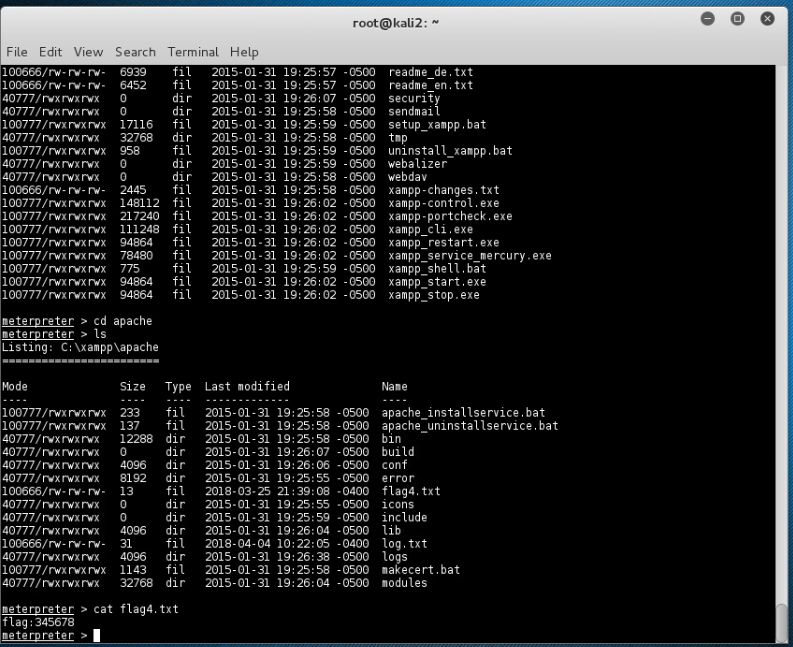 root@kali2: ~
File Edit View Search Terminal Help
100666/rw-rw-rw- 6939 fil 2015-01-31 19:25:57 -0500 readme_de.txt
100666/rw-rw-rw- 6452 fil 2015-01-31 19:25:57 -0500 readme_en.txt
40777/rwxrwxrwx 0 dir 2015-01-31 19:26:07 -0500 security
40777/rwxrwxrwx 0 dir 2015-01-31 19:25:58 -0500 sendmail
100777/rwxrwxrwx 17116 fil 2015-01-31 19:25:59 -0500 setup_xampp.bat
40777/rwxrwxrwx 32768 dir 2015-01-31 19:25:58 -0500 tmp
100777/rwxrwxrwx 958 fil 2015-01-31 19:25:59 -0500 uninstall_xampp.bat
40777/rwxrwxrwx 0 dir 2015-01-31 19:25:59 -0500 webalizer
40777/rwxrwxrwx 0 dir 2015-01-31 19:25:58 -0500 webdav
100666/rw-rw-rw- 2445 fil 2015-01-31 19:25:58 -0500 xampp-changes.txt
100777/rwxrwxrwx 148112 fil 2015-01-31 19:26:02 -0500 xampp-control.exe
100777/rwxrwxrwx 217240 fil 2015-01-31 19:26:02 -0500 xampp-portcheck.exe
100777/rwxrwxrwx 111248 fil 2015-01-31 19:26:02 -0500 xampp_cli.exe
100777/rwxrwxrwx 94864 fil 2015-01-31 19:26:02 -0500 xampp_restart.exe
100777/rwxrwxrwx 78480 fil 2015-01-31 19:26:02 -0500 xampp_service_mercury.exe
100777/rwxrwxrwx 775 fil 2015-01-31 19:25:59 -0500 xampp_shell.bat
100777/rwxrwxrwx 94864 fil 2015-01-31 19:26:02 -0500 xampp_start.exe
100777/rwxrwxrwx 94864 fil 2015-01-31 19:26:02 -0500 xampp_stop.exe
meterpreter > cd apache
meterpreter > ls
Listing: C:\xampp\apache
========================
Mode Size Type Last modified Name
---- ---- ---- ------------- ----
100777/rwxrwxrwx 233 fil 2015-01-31 19:25:58 -0500 apache_installservice.bat
100777/rwxrwxrwx 137 fil 2015-01-31 19:25:58 -0500 apache_uninstallservice.bat
40777/rwxrwxrwx 12288 dir 2015-01-31 19:25:58 -0500 bin
40777/rwxrwxrwx 0 dir 2015-01-31 19:26:07 -0500 build
40777/rwxrwxrwx 4096 dir 2015-01-31 19:26:06 -0500 conf
40777/rwxrwxrwx 8192 dir 2015-01-31 19:25:55 -0500 error
100666/rw-rw-rw- 13 fil 2018-03-25 21:39:08 -0400 flag4.txt
40777/rwxrwxrwx 0 dir 2015-01-31 19:25:55 -0500 icons
40777/rwxrwxrwx 0 dir 2015-01-31 19:25:59 -0500 include
40777/rwxrwxrwx 4096 dir 2015-01-31 19:26:04 -0500 lib
100666/rw-rw-rw- 31 fil 2018-04-04 10:22:05 -0400 log.txt
40777/rwxrwxrwx 4096 dir 2015-01-31 19:26:38 -0500 logs
100777/rwxrwxrwx 1143 fil 2015-01-31 19:25:58 -0500 makecert.bat
40777/rwxrwxrwx 32768 dir 2015-01-31 19:26:04 -0500 modules
meterpreter > cat flag4.txt
flag:345678
meterpreter >